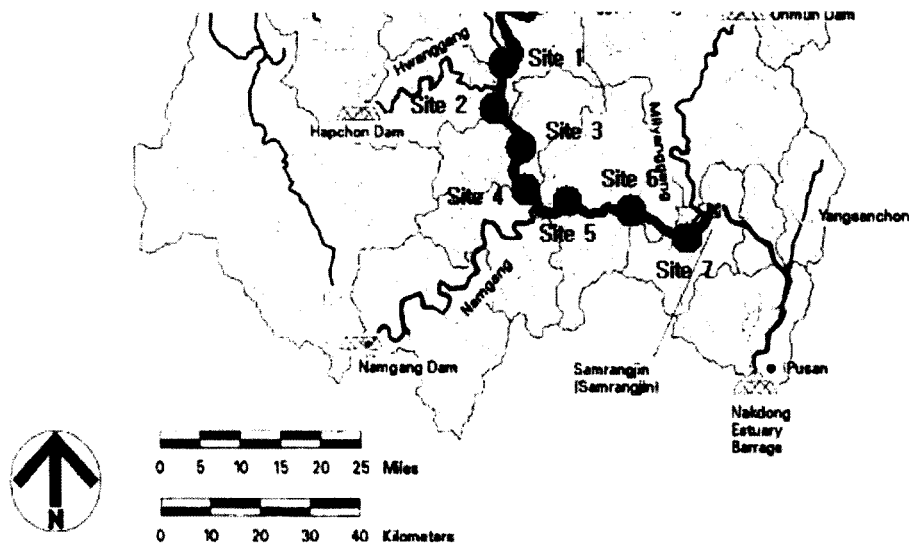 Unmun Dam
Site 1
Hwanggang
Site 2
Hapchon Dam
Site 3
Milyanggang
Site 4
Site 6
Yangsanchon
Site 5
Site 7
Namgang
Namgang Dam
Samrangjin
(Samrangjin)
Pusan
Nakdong
Estuary
Barrage
0 5 10 15 20 25 Miles
N
0 10 20 30 40 Kilometers